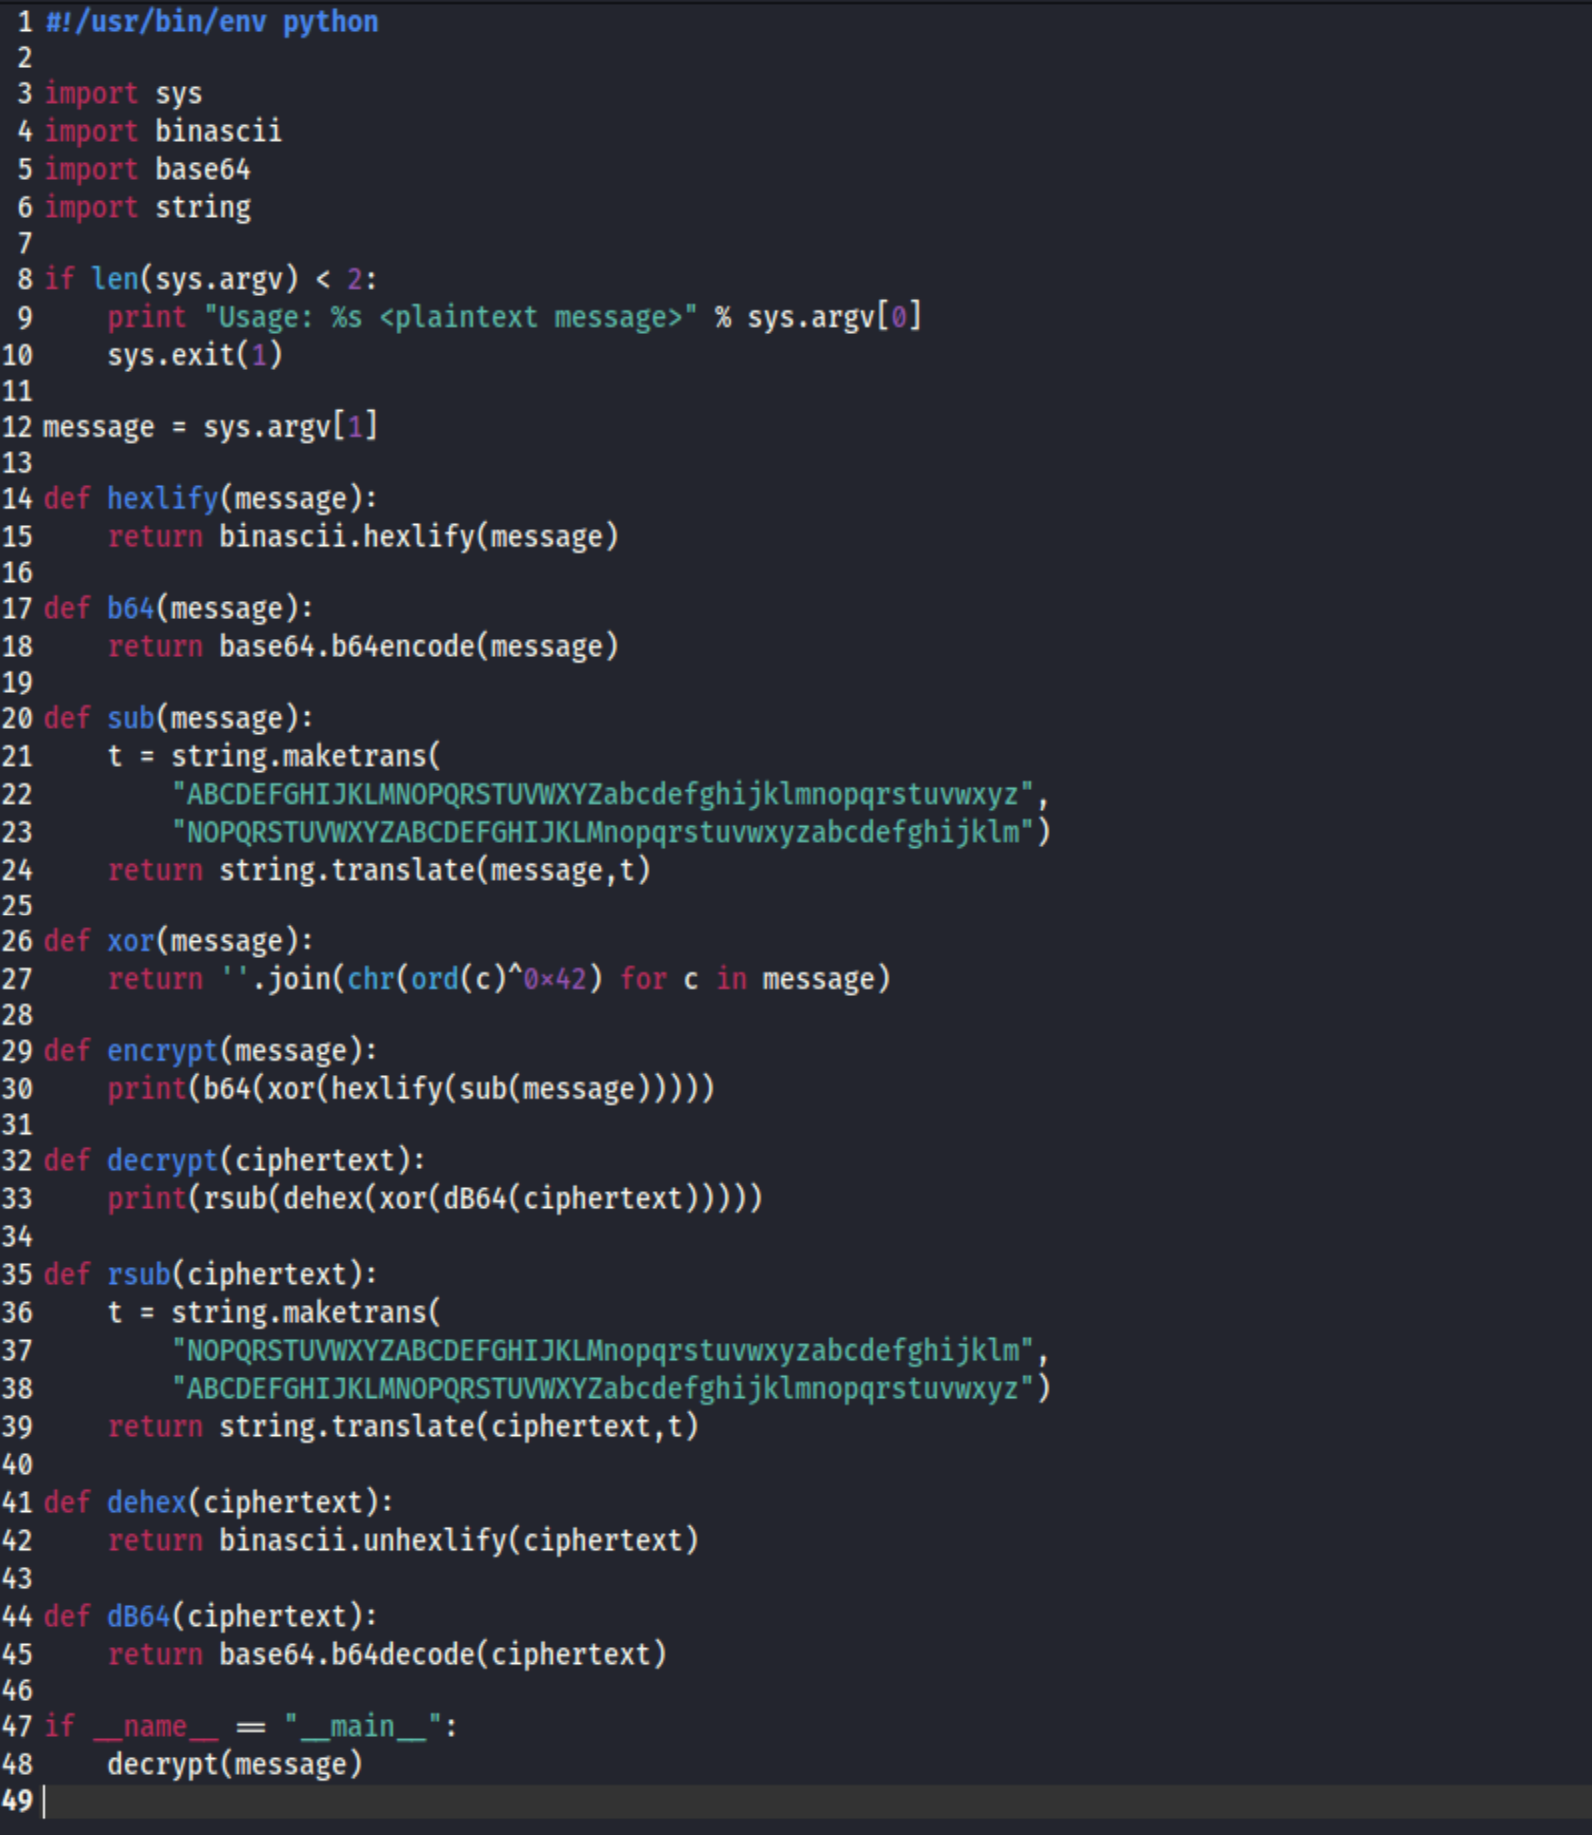 1 #!/usr/bin/env python
2
3 import sys
4 import binascii
5 import base64
6 import string
7
8 if len(sys.argv) < 2:
9     print "Usage: %s <plaintext message>" % sys.argv[0]
10     sys.exit(1)
11
12 message = sys.argv[1]
13
14 def hexlify(message):
15     return binascii.hexlify(message)
16
17 def b64(message):
18     return base64.b64encode(message)
19
20 def sub(message):
21     t = string.maketrans(
22         "ABCDEFGHIJKLMNOPQRSTUVWXYZabcdefghijklmnopqrstuvwxyz",
23         "NOPQRSTUVWXYZABCDEFGHIJKLMnopqrstuvwxyzabcdefghijklm")
24     return string.translate(message,t)
25
26 def xor(message):
27     return ''.join(chr(ord(c)^0×42) for c in message)
28
29 def encrypt(message):
30     print(b64(xor(hexlify(sub(message)))))
31
32 def decrypt(ciphertext):
33     print(rsub(dehex(xor(dB64(ciphertext)))))
34
35 def rsub(ciphertext):
36     t = string.maketrans(
37         "NOPQRSTUVWXYZABCDEFGHIJKLMnopqrstuvwxyzabcdefghijklm",
38         "ABCDEFGHIJKLMNOPQRSTUVWXYZabcdefghijklmnopqrstuvwxyz")
39     return string.translate(ciphertext,t)
40
41 def dehex(ciphertext):
42     return binascii.unhexlify(ciphertext)
43
44 def dB64(ciphertext):
45     return base64.b64decode(ciphertext)
46
47 if __name__ == "__main__":
48     decrypt(message)
49